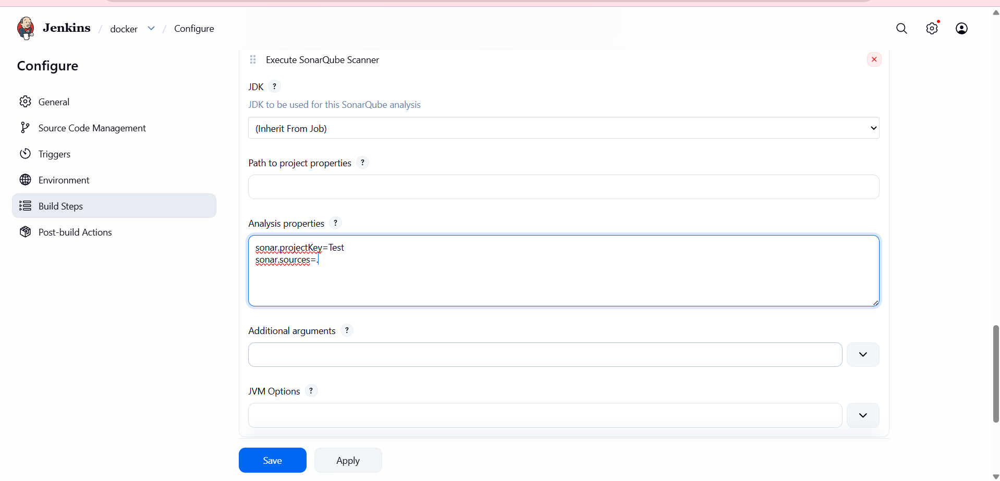 Jenkins / docker / Configure
Configure
General
Source Code Management
Triggers
Environment
Build Steps
Post-build Actions
Execute SonarQube Scanner
JDK ?
JDK to be used for this SonarQube analysis
(Inherit From Job)
Path to project properties ?
Analysis properties ?
sonar.projectKey=Test
sonar.sources=.
Additional arguments ?
JVM Options ?
Save Apply